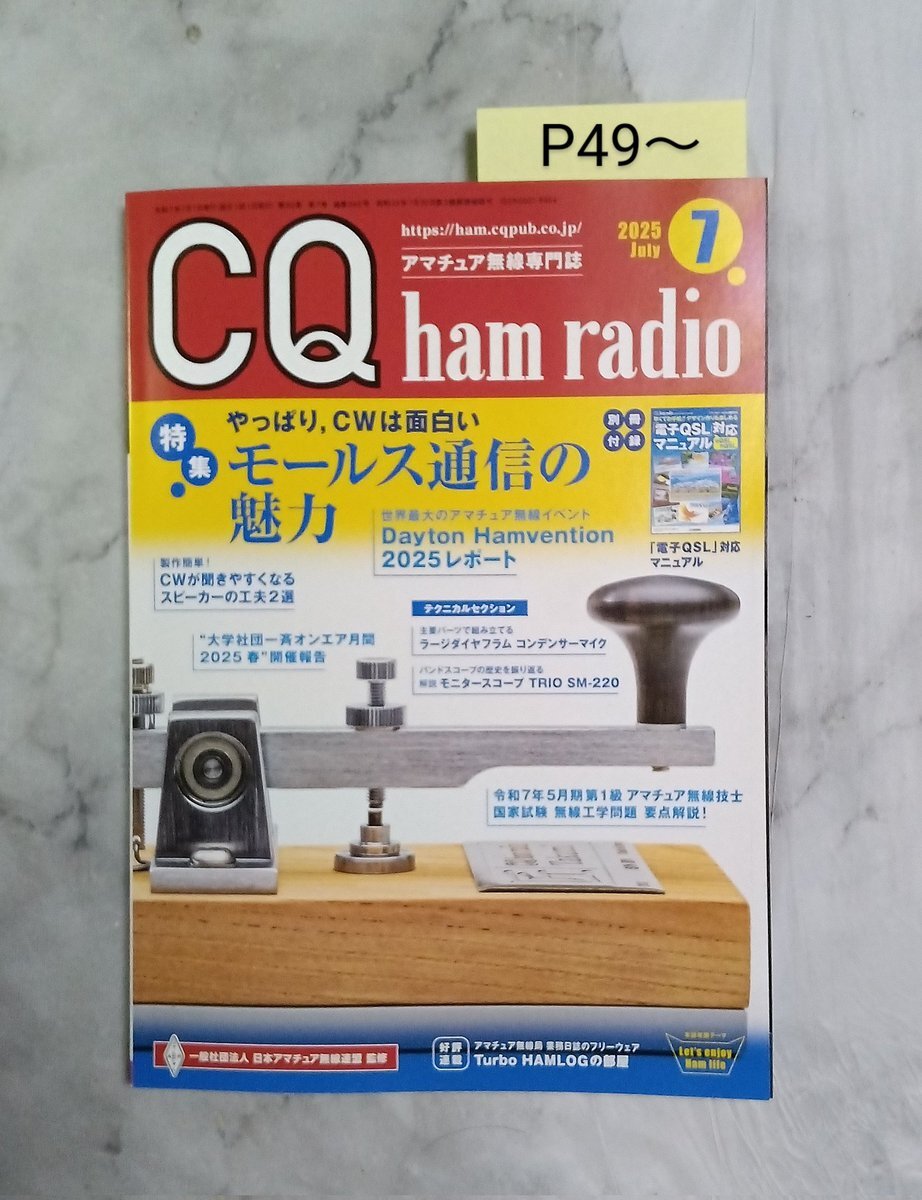 P49〜
https://ham.cqpub.co.jp/
アマチュア無線専門誌
2025
July
7
CQ ham radio
特集
やっぱり,CWは面白い
モールス通信の
魅力
別冊付録
電子QSL 対応
マニュアル
「電子QSL」対応
マニュアル
世界最大のアマチュア無線イベント
Dayton Hamvention
2025レポート
製作簡単!
CWが聞きやすくなる
スピーカーの工夫2選
テクニカルセクション
主要パーツで組み立てる
ラージダイヤフラム コンデンサーマイク
"大学社団一斉オンエア月間
2025 春"開催報告
バンドスコープの歴史を振り返る
解説 モニタースコープ TRIO SM-220
令和7年5月期第1級 アマチュア無線技士
国家試験 無線工学問題 要点解説!
一般社団法人 日本アマチュア無線連盟 監修
好評連載
アマチュア無線局 業務日誌のフリーウェア
Turbo HAMLOGの部屋
Let's enjoy
Ham life